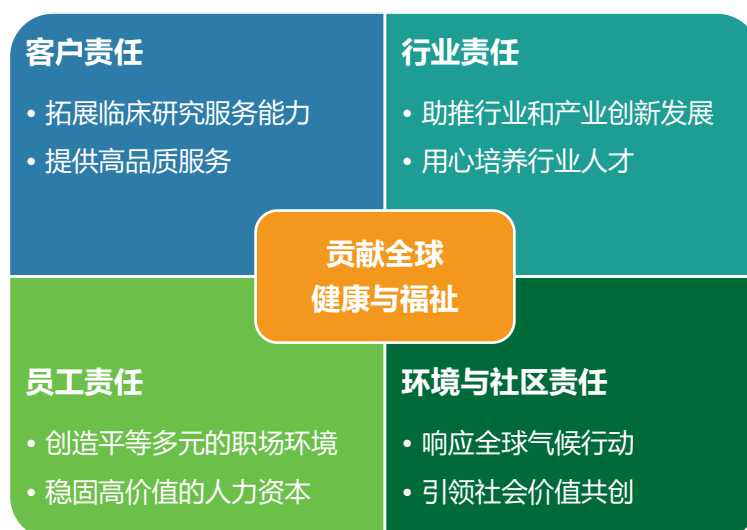 客户责任
• 拓展临床研究服务能力
• 提供高品质服务
行业责任
• 助推行业和产业创新发展
• 用心培养行业人才
贡献全球
健康与福祉
员工责任
• 创造平等多元的职场环境
• 稳固高价值的人力资本
环境与社区责任
• 响应全球气候行动
• 引领社会价值共创